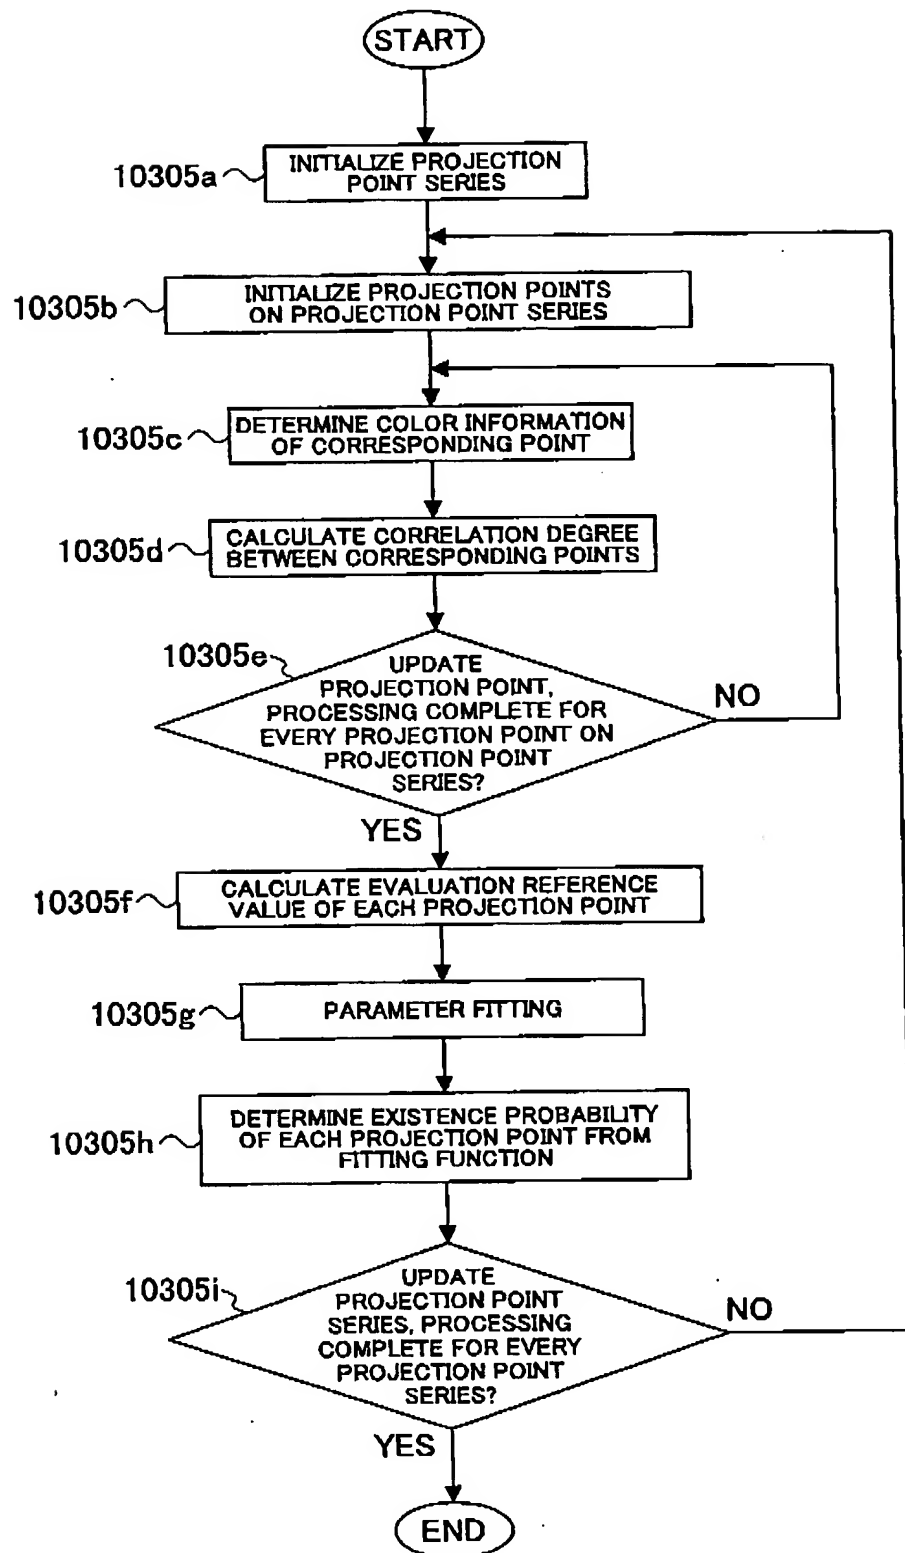 START
10305a
INITIALIZE PROJECTION
POINT SERIES
10305b
INITIALIZE PROJECTION POINTS
ON PROJECTION POINT SERIES
10305c
DETERMINE COLOR INFORMATION
OF CORRESPONDING POINT
10305d
CALCULATE CORRELATION DEGREE
BETWEEN CORRESPONDING POINTS
10305e
UPDATE
PROJECTION POINT,
PROCESSING COMPLETE FOR
EVERY PROJECTION POINT ON
PROJECTION POINT
SERIES?
NO
YES
10305f
CALCULATE EVALUATION REFERENCE
VALUE OF EACH PROJECTION POINT
10305g
PARAMETER FITTING
10305h
DETERMINE EXISTENCE PROBABILITY
OF EACH PROJECTION POINT FROM
FITTING FUNCTION
10305i
UPDATE
PROJECTION POINT
SERIES, PROCESSING
COMPLETE FOR EVERY
PROJECTION POINT
SERIES?
NO
YES
END